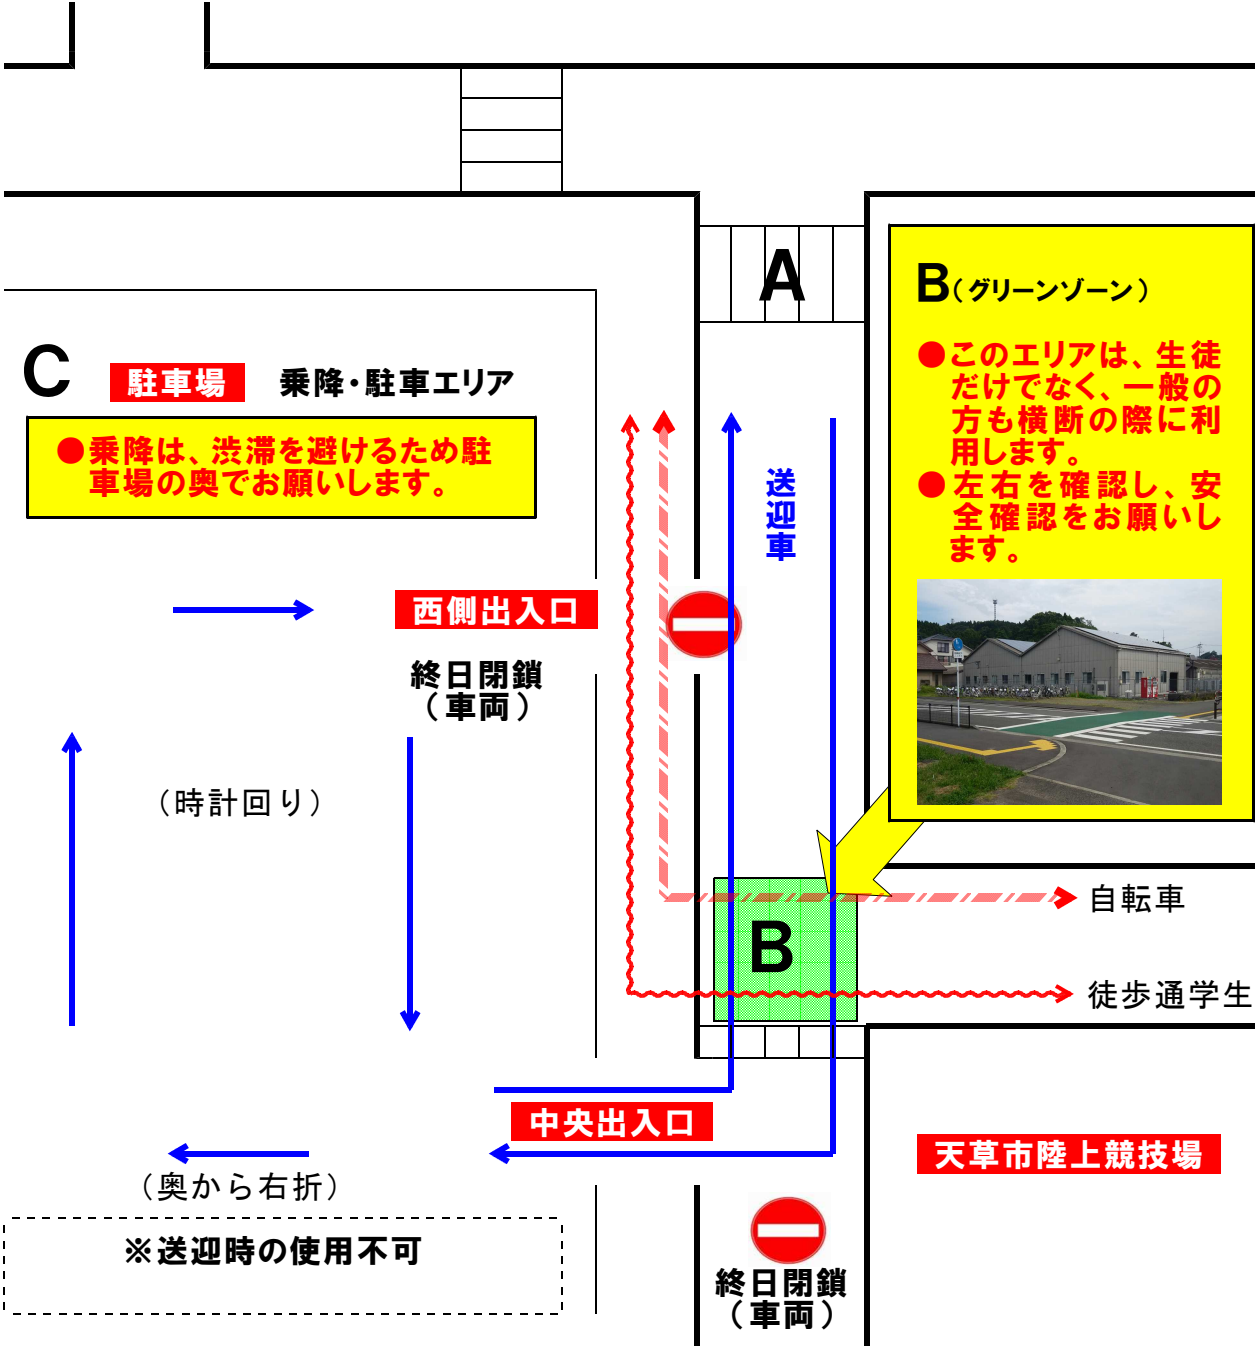 A
B（グリーンゾーン）
●このエリアは、生徒
だけでなく、一般の
方も横断の際に利
用します。
●左右を確認し、安
全確認をお願いし
ます。
C 駐車場 乗降・駐車エリア
●乗降は、渋滞を避けるため駐
車場の奥でお願いします。
送迎車
西側出入口
終日閉鎖
（車両）
（時計回り）
自転車
B
徒歩通学生
中央出入口
天草市陸上競技場
（奥から右折）
※送迎時の使用不可
終日閉鎖
（車両）